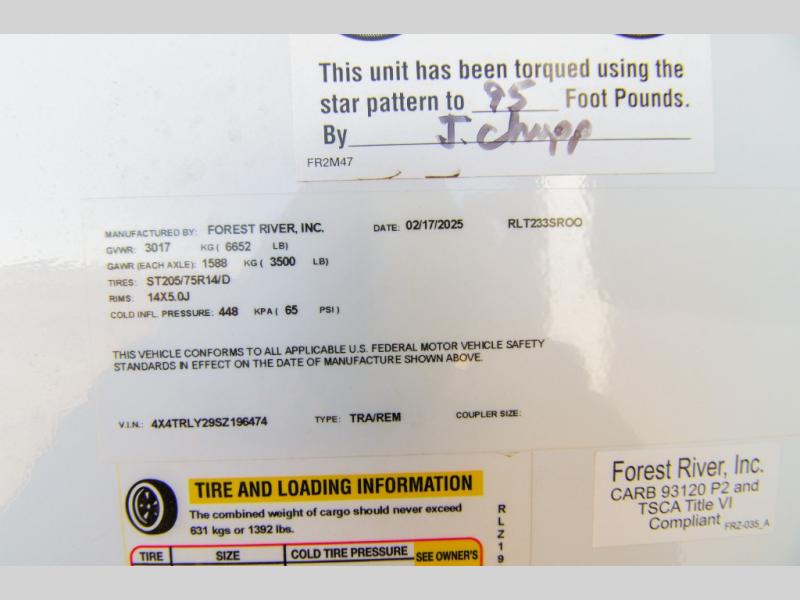 This unit has been torqued using the
star pattern to 95 Foot Pounds.
By J. Chupp
FR2M47
MANUFACTURED BY: FOREST RIVER, INC. DATE: 02/17/2025 RLT233SROO
GVWR: 3017 KG ( 6652 LB)
GAWR (EACH AXLE): 1588 KG ( 3500 LB)
TIRES: ST205/75R14/D
RIMS: 14X5.0J
COLD INFL. PRESSURE: 448 KPA ( 65 PSI )
THIS VEHICLE CONFORMS TO ALL APPLICABLE U.S. FEDERAL MOTOR VEHICLE SAFETY
STANDARDS IN EFFECT ON THE DATE OF MANUFACTURE SHOWN ABOVE.
V.I.N.: 4X4TRLY29SZ196474 TYPE: TRA/REM COUPLER SIZE:
TIRE AND LOADING INFORMATION
The combined weight of cargo should never exceed
631 kgs or 1392 lbs.
TIRE SIZE COLD TIRE PRESSURE SEE OWNER'S
RLZ19
Forest River, Inc.
CARB 93120 P2 and
TSCA Title VI
Compliant FRZ-035_A